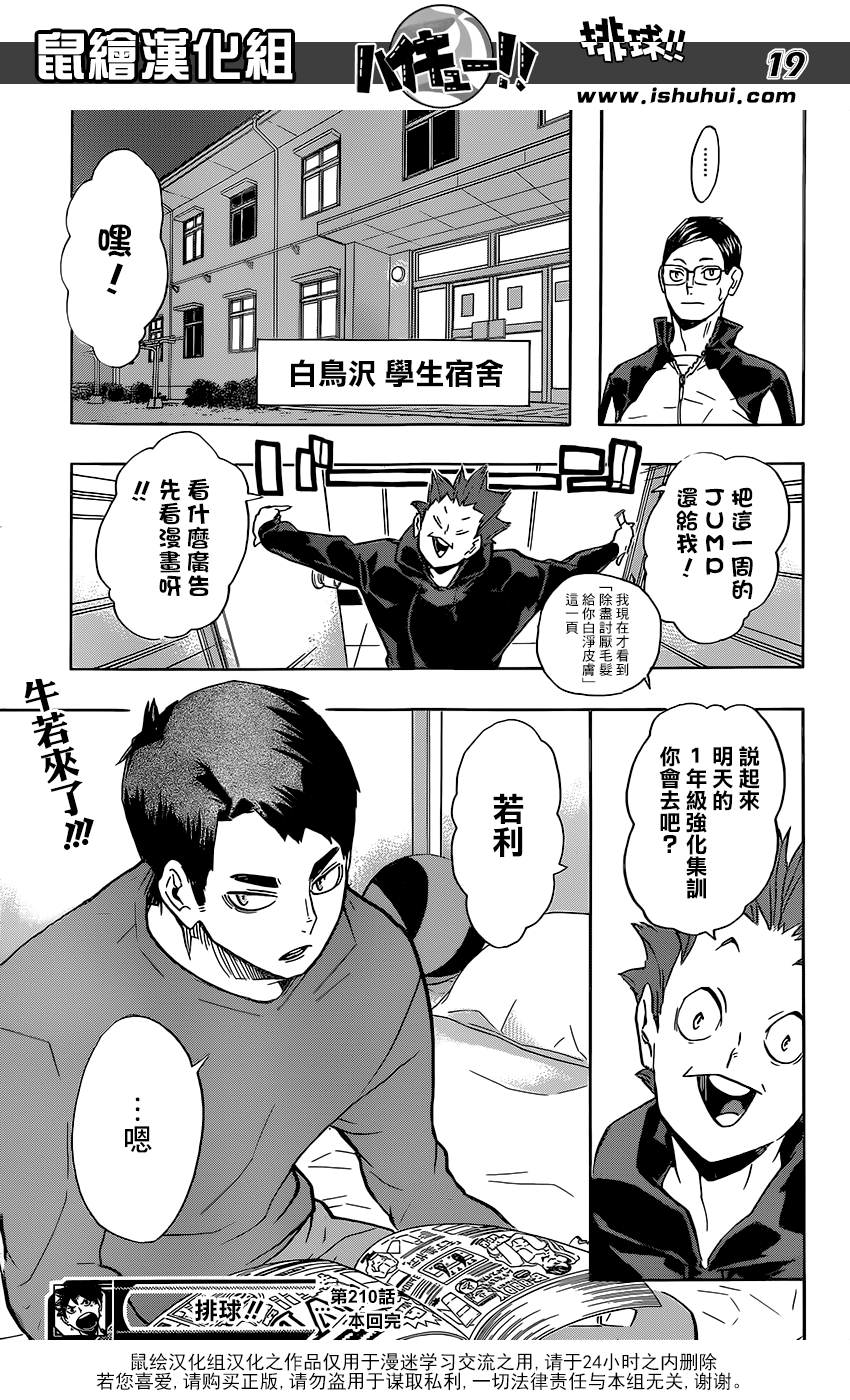 鼠繪漢化組
ハイキュー!!
排球!!
19
www.ishuhui.com
……
嘿！
白鳥沢 學生宿舍
把這一周的
JUMP
還給我！
我現在才看到
「除盡討厭毛髮
給你白淨皮膚」
這一頁
看什麼廣告
先看漫畫呀
!!
說起來
明天的
1年級強化集訓
你會去吧？
若利
牛若來了!!!
…嗯
排球!!
第210話
本回完
鼠绘汉化组汉化之作品仅用于漫迷学习交流之用, 请于24小时之内删除
若您喜爱, 请购买正版, 请勿盗用于谋取私利, 一切法律责任与本组无关, 谢谢。